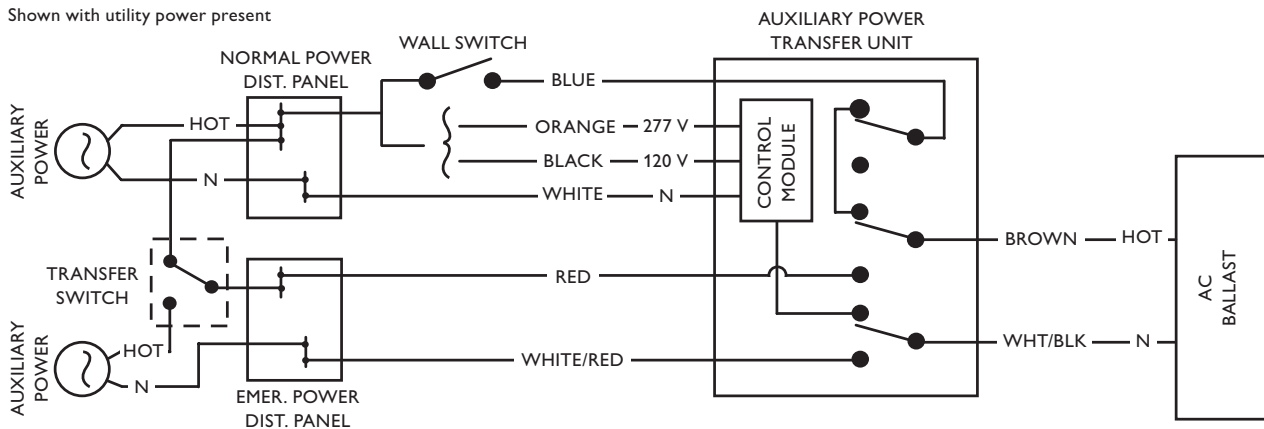 Shown with utility power present
AUXILIARY POWER
TRANSFER UNIT
WALL SWITCH
NORMAL POWER
DIST. PANEL
BLUE
AUXILIARY
POWER
HOT
ORANGE
277 V
BLACK
120 V
CONTROL
MODULE
N
WHITE
N
BROWN
HOT
TRANSFER
SWITCH
RED
AC
BALLAST
AUXILIARY
POWER
HOT
WHT/BLK
N
WHITE/RED
N
EMER. POWER
DIST. PANEL